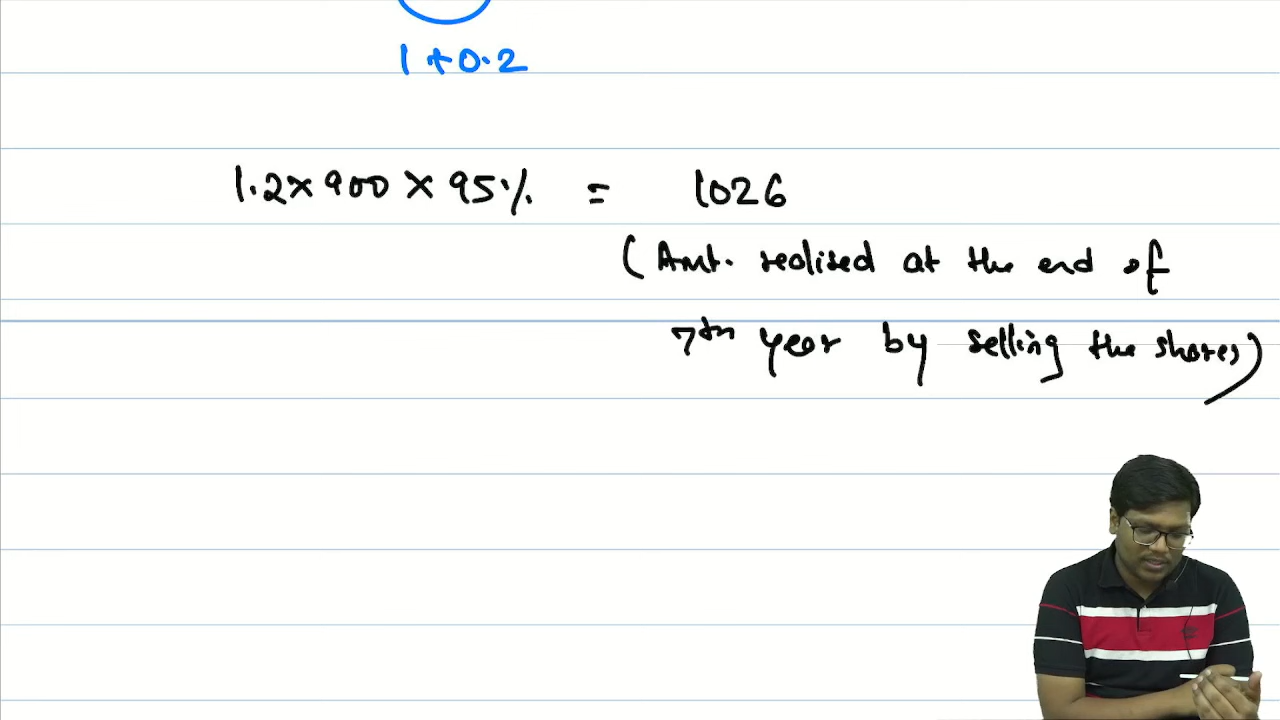 1+0.2
1.2×900×95% = 1026
(Amt. realised at the end of
7th year by selling the shares)